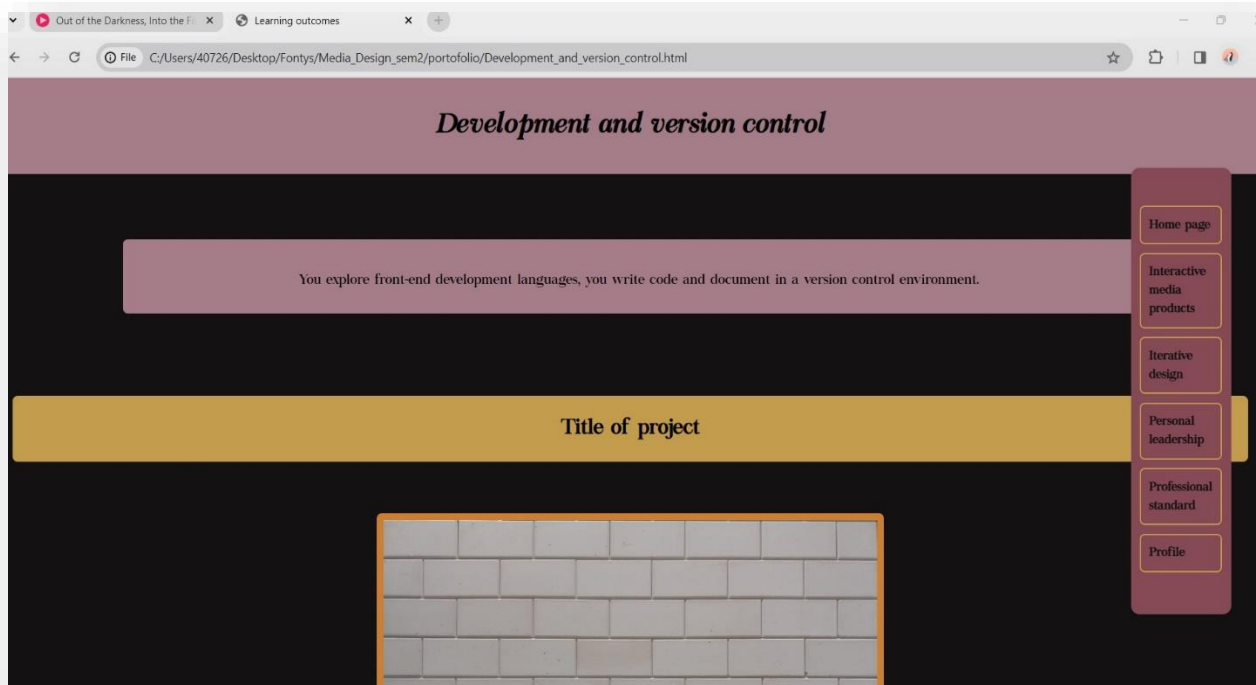 Out of the Darkness, Into the
Learning outcomes
File
C:/Users/40726/Desktop/Fontys/Media_Design_sem2/portofolio/Development_and_version_control.html
Development and version control
Home page
You explore front-end development languages, you write code and document in a version control environment.
Interactive
media
products
Iterative
design
Title of project
Personal
leadership
Professional
standard
Profile